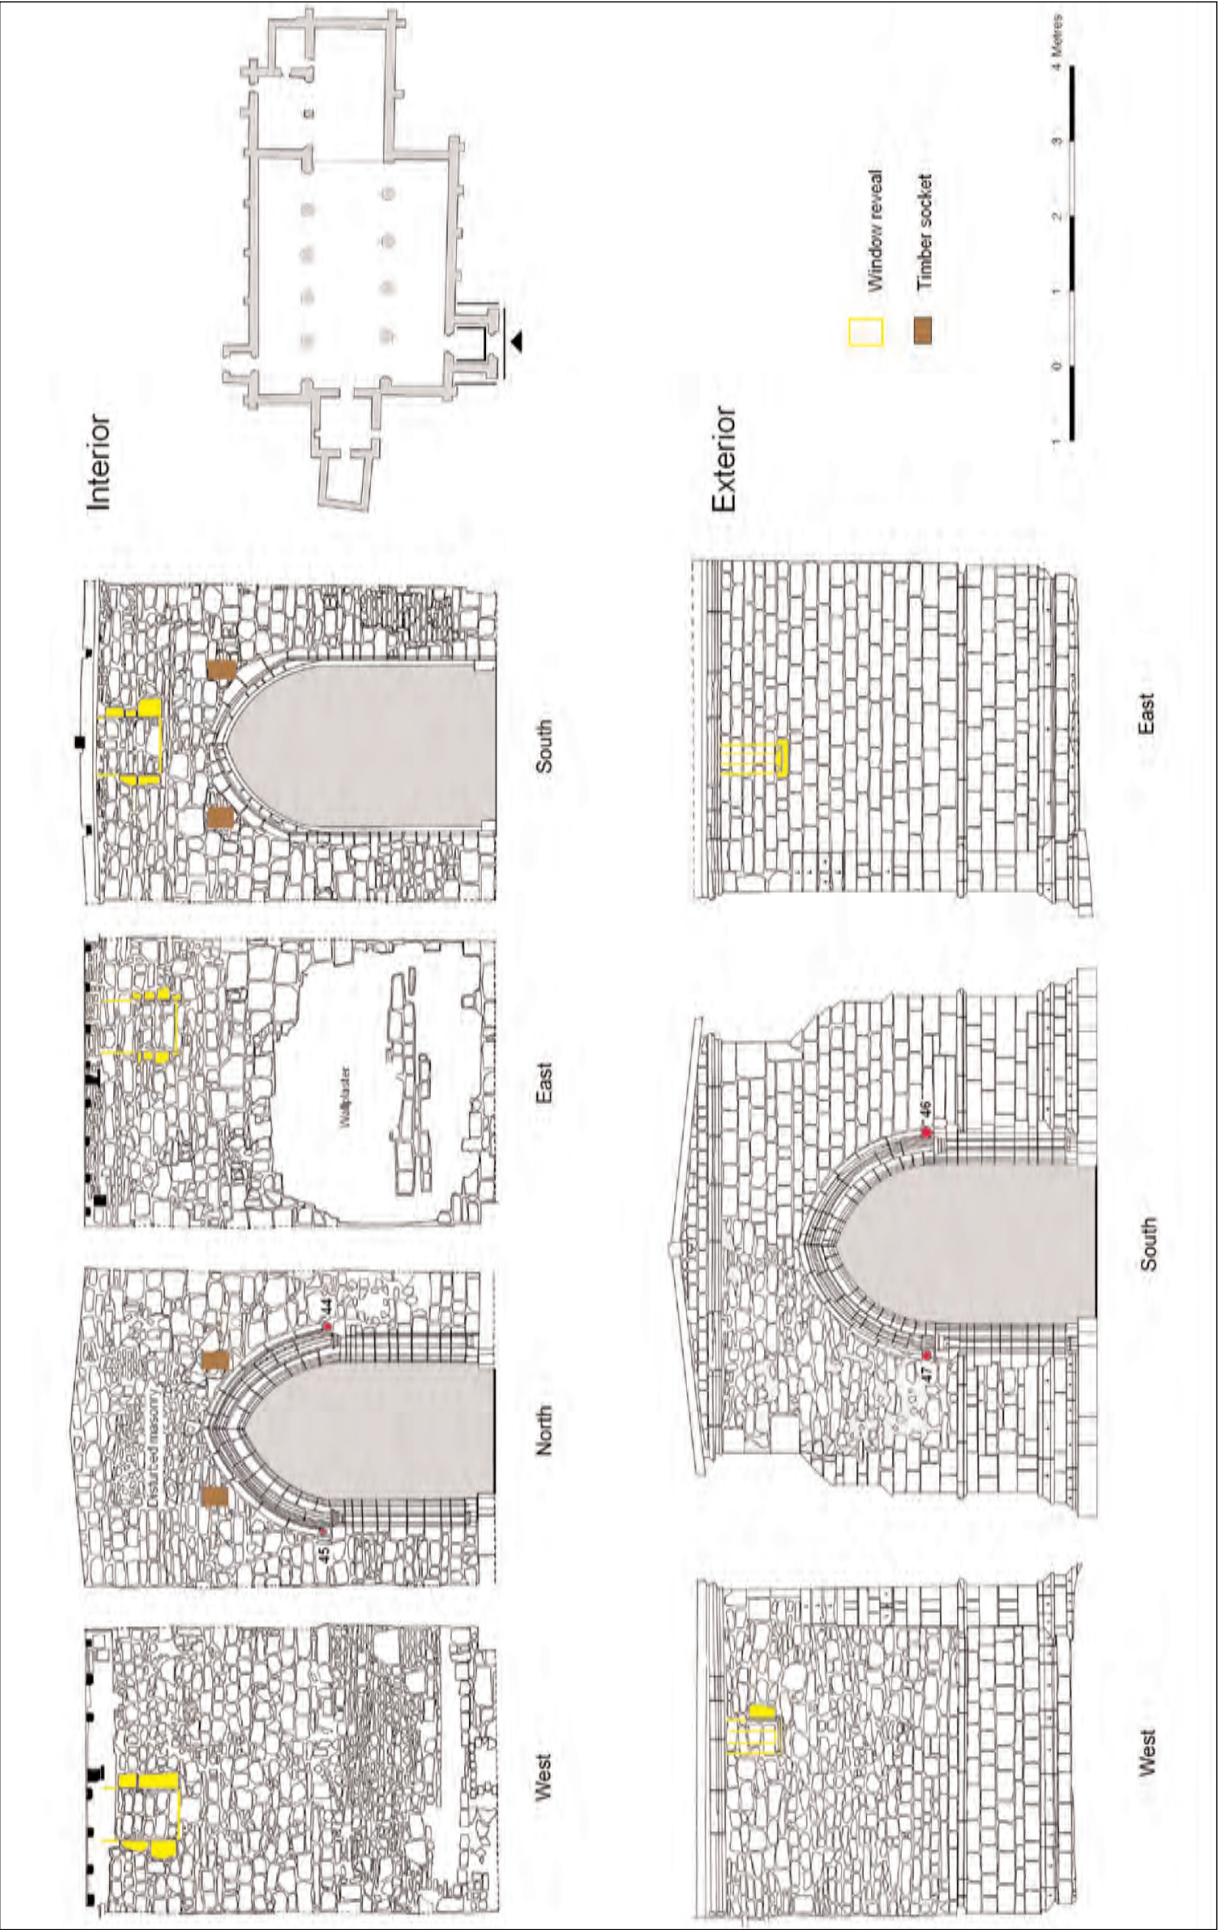 Interior
West
North
East
South
Disturbed masonry
45
44
Wallplaster
Exterior
West
South
East
47
46
Window reveal
Timber socket
1 0 1 2 3 4 Metres